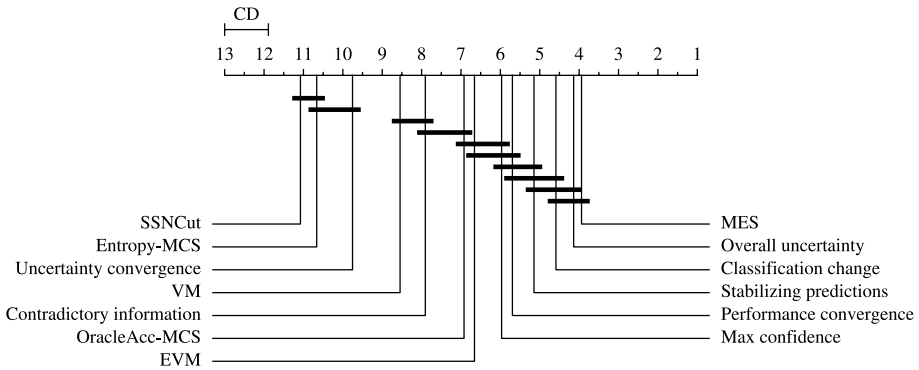 CD
13 12 11 10 9 8 7 6 5 4 3 2 1
SSNCut MES
Entropy-MCS Overall uncertainty
Uncertainty convergence Classification change
VM Stabilizing predictions
Contradictory information Performance convergence
OracleAcc-MCS Max confidence
EVM